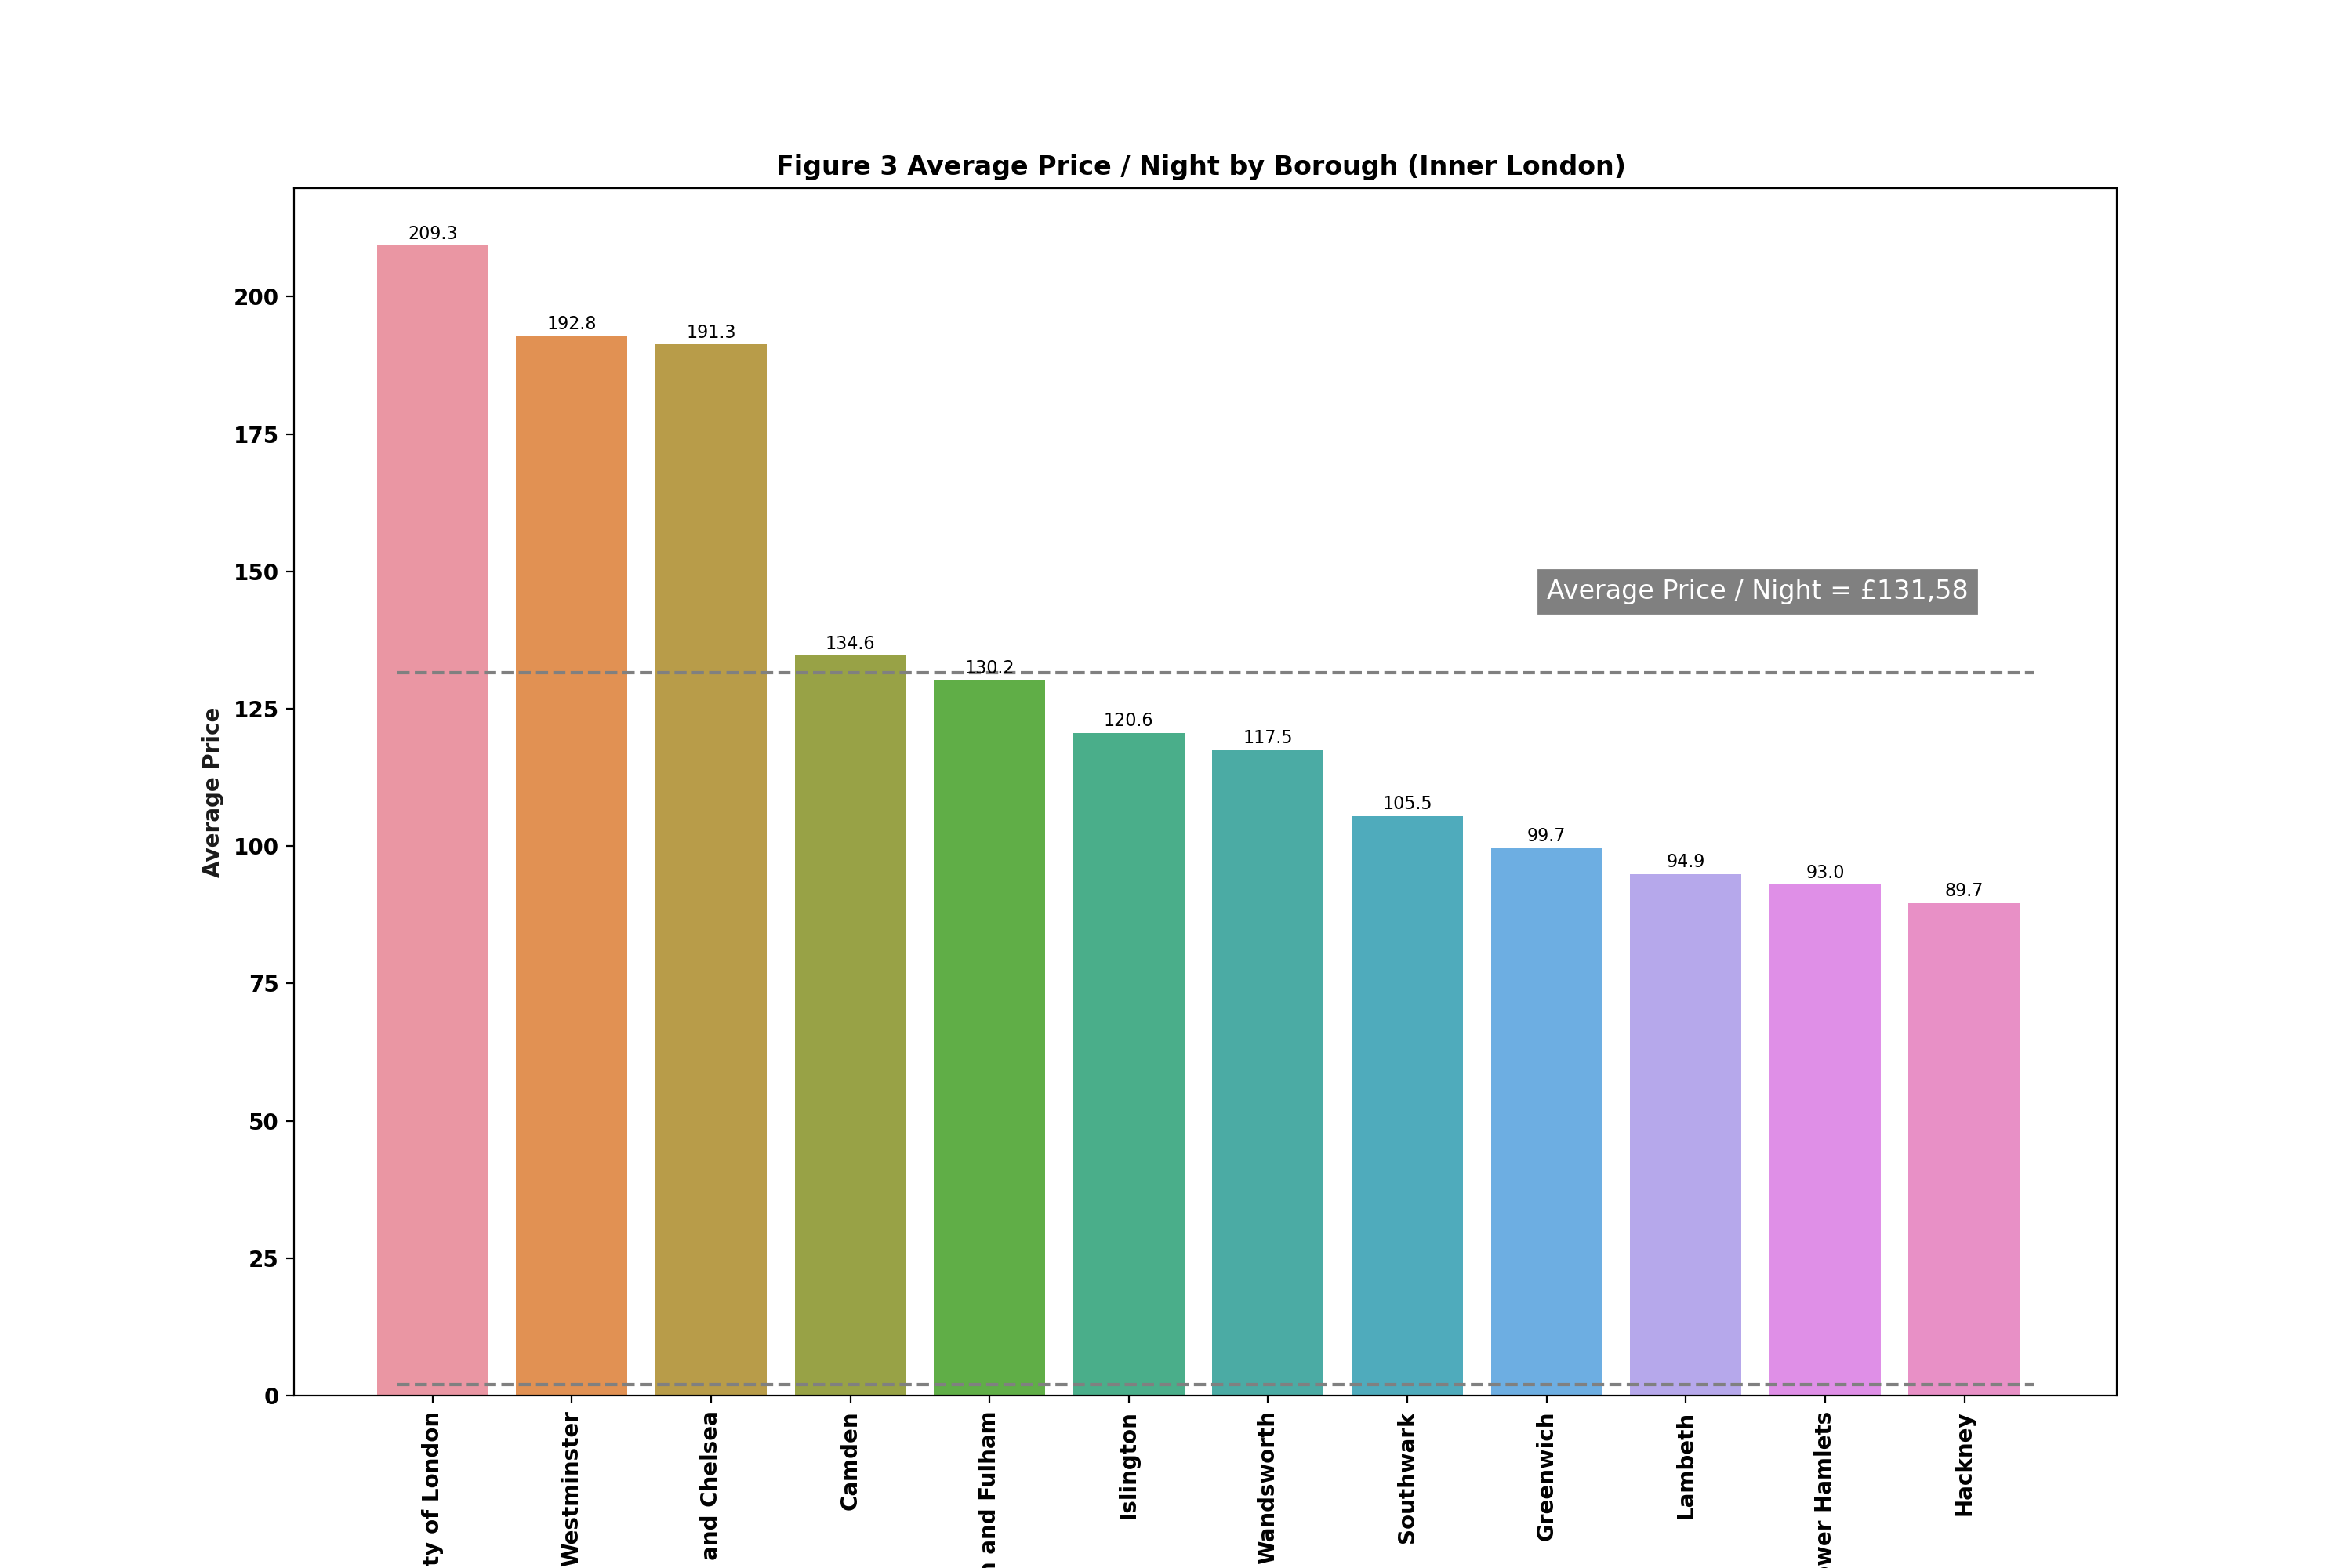 Figure 3 Average Price / Night by Borough (Inner London)
209.3
192.8
191.3
134.6
130.2
120.6
117.5
105.5
99.7
94.9
93.0
89.7
Average Price / Night = £131,58
Average Price
200
175
150
125
100
75
50
25
0
ty of London
Westminster
and Chelsea
Camden
and Fulham
Islington
Wandsworth
Southwark
Greenwich
Lambeth
ower Hamlets
Hackney